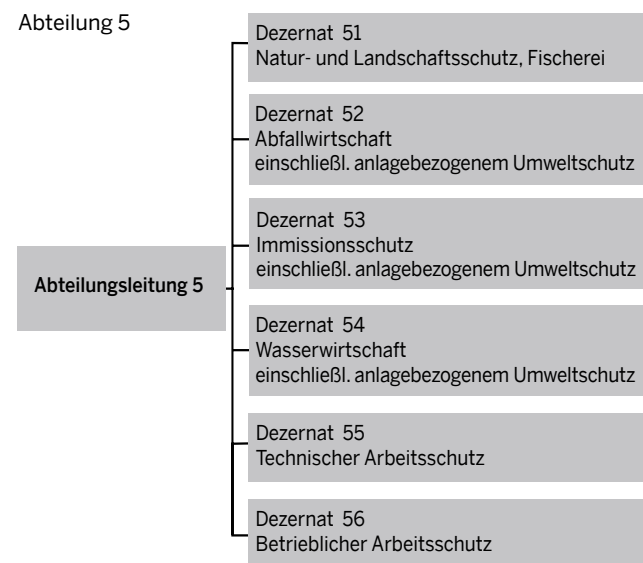 Abteilung 5
Dezernat 51
Natur- und Landschaftsschutz, Fischerei
Dezernat 52
Abfallwirtschaft
einschließl. anlagebezogenem Umweltschutz
Dezernat 53
Immissionsschutz
einschließl. anlagebezogenem Umweltschutz
Abteilungsleitung 5
Dezernat 54
Wasserwirtschaft
einschließl. anlagebezogenem Umweltschutz
Dezernat 55
Technischer Arbeitsschutz
Dezernat 56
Betrieblicher Arbeitsschutz